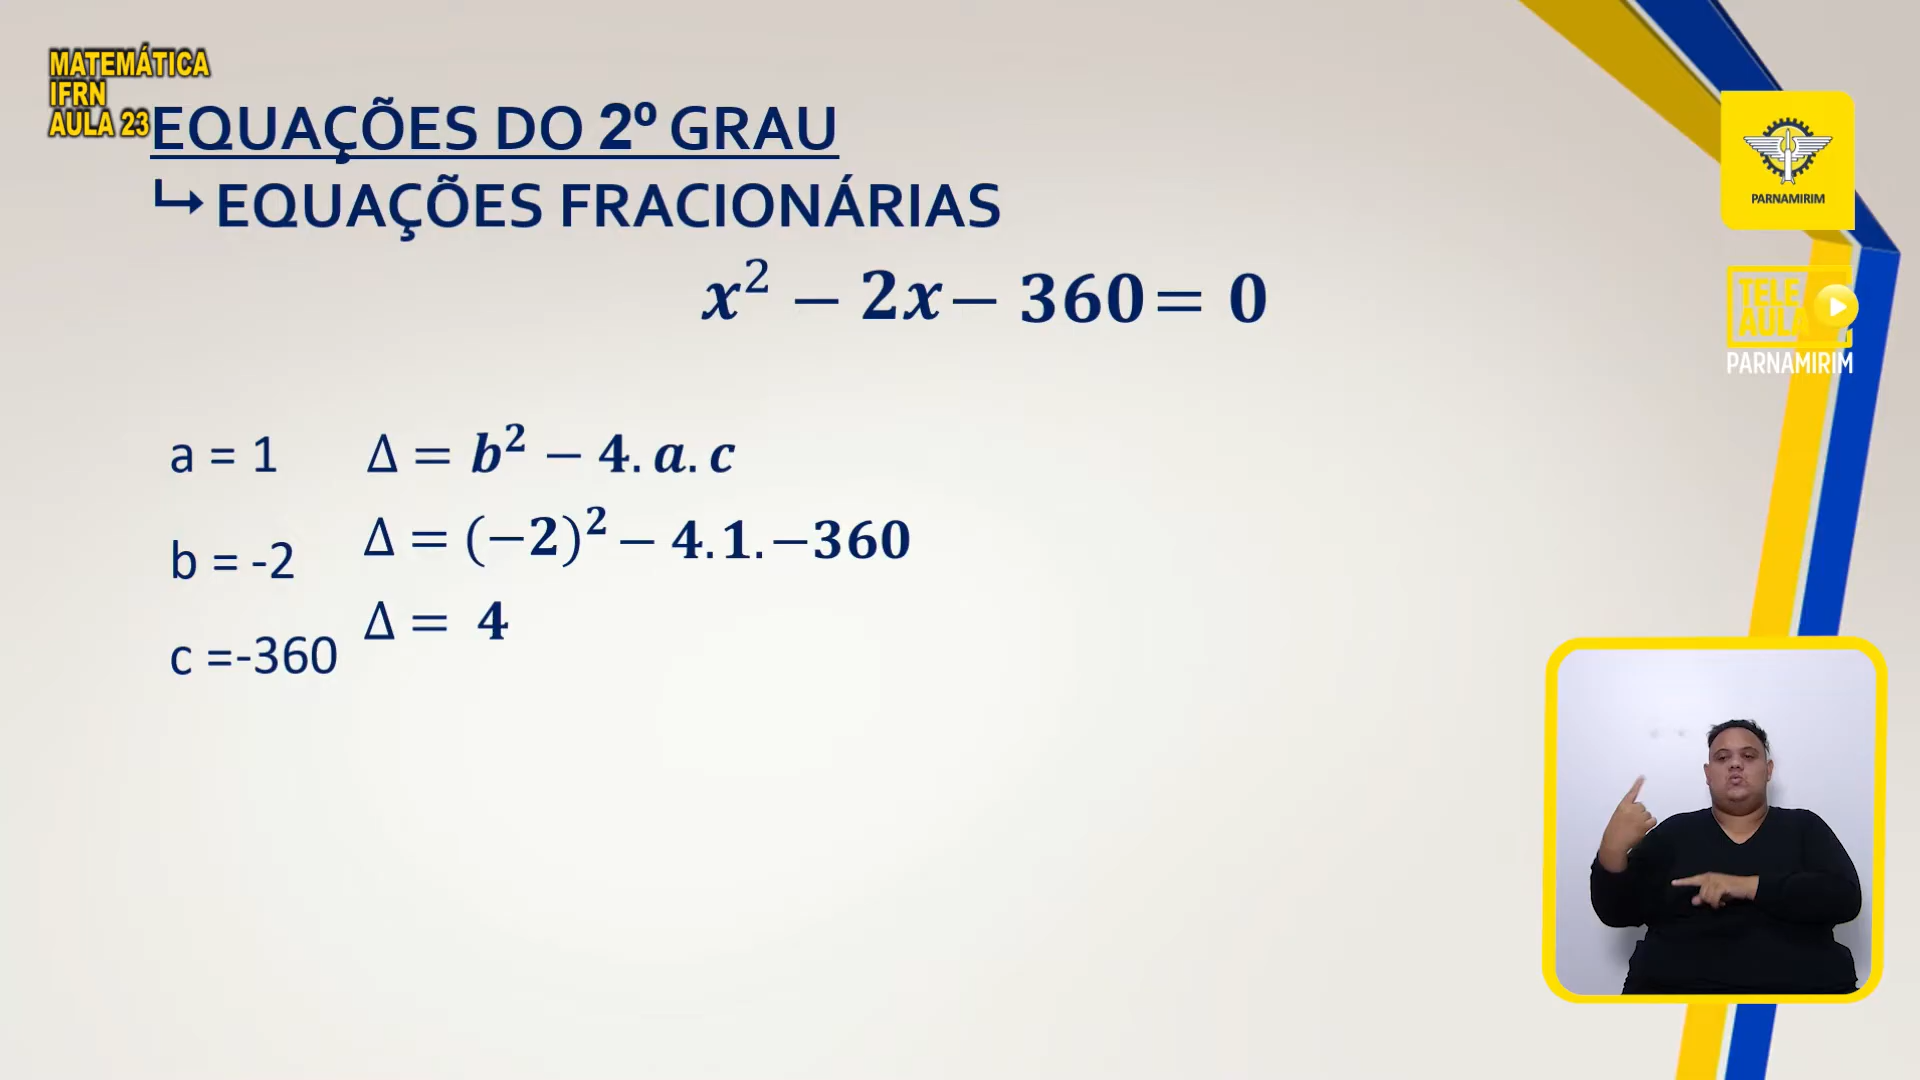 MATEMÁTICA
IFRN
AULA 23
EQUAÇÕES DO 2º GRAU
↳ EQUAÇÕES FRACIONÁRIAS
x² − 2x − 360 = 0
a = 1
Δ = b² − 4. a. c
b = -2
Δ = (−2)² − 4. 1. −360
c =-360
Δ = 4
PARNAMIRIM
TELE
AULA
PARNAMIRIM